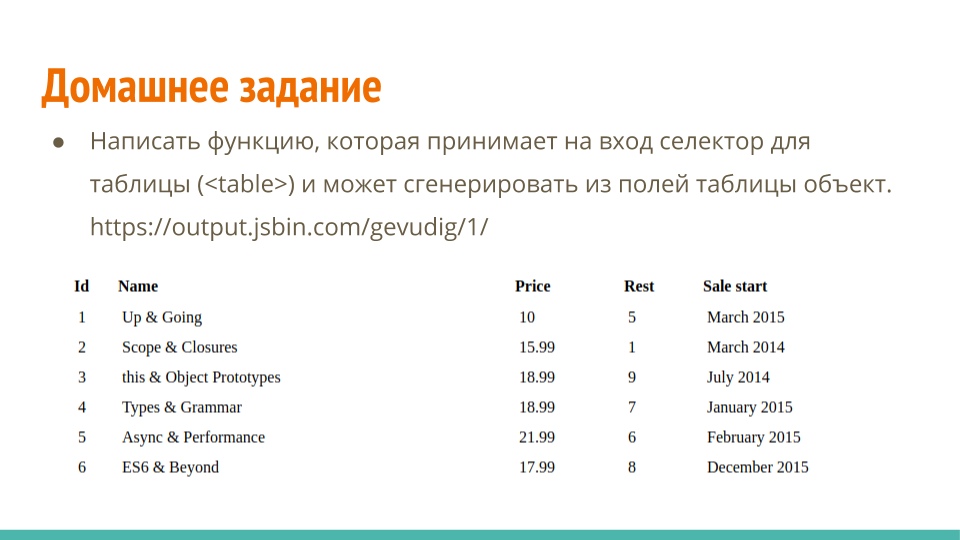 Домашнее задание
● Написать функцию, которая принимает на вход селектор для
таблицы (<table>) и может сгенерировать из полей таблицы объект.
https://output.jsbin.com/gevudig/1/
Id Name Price Rest Sale start
1 Up & Going 10 5 March 2015
2 Scope & Closures 15.99 1 March 2014
3 this & Object Prototypes 18.99 9 July 2014
4 Types & Grammar 18.99 7 January 2015
5 Async & Performance 21.99 6 February 2015
6 ES6 & Beyond 17.99 8 December 2015